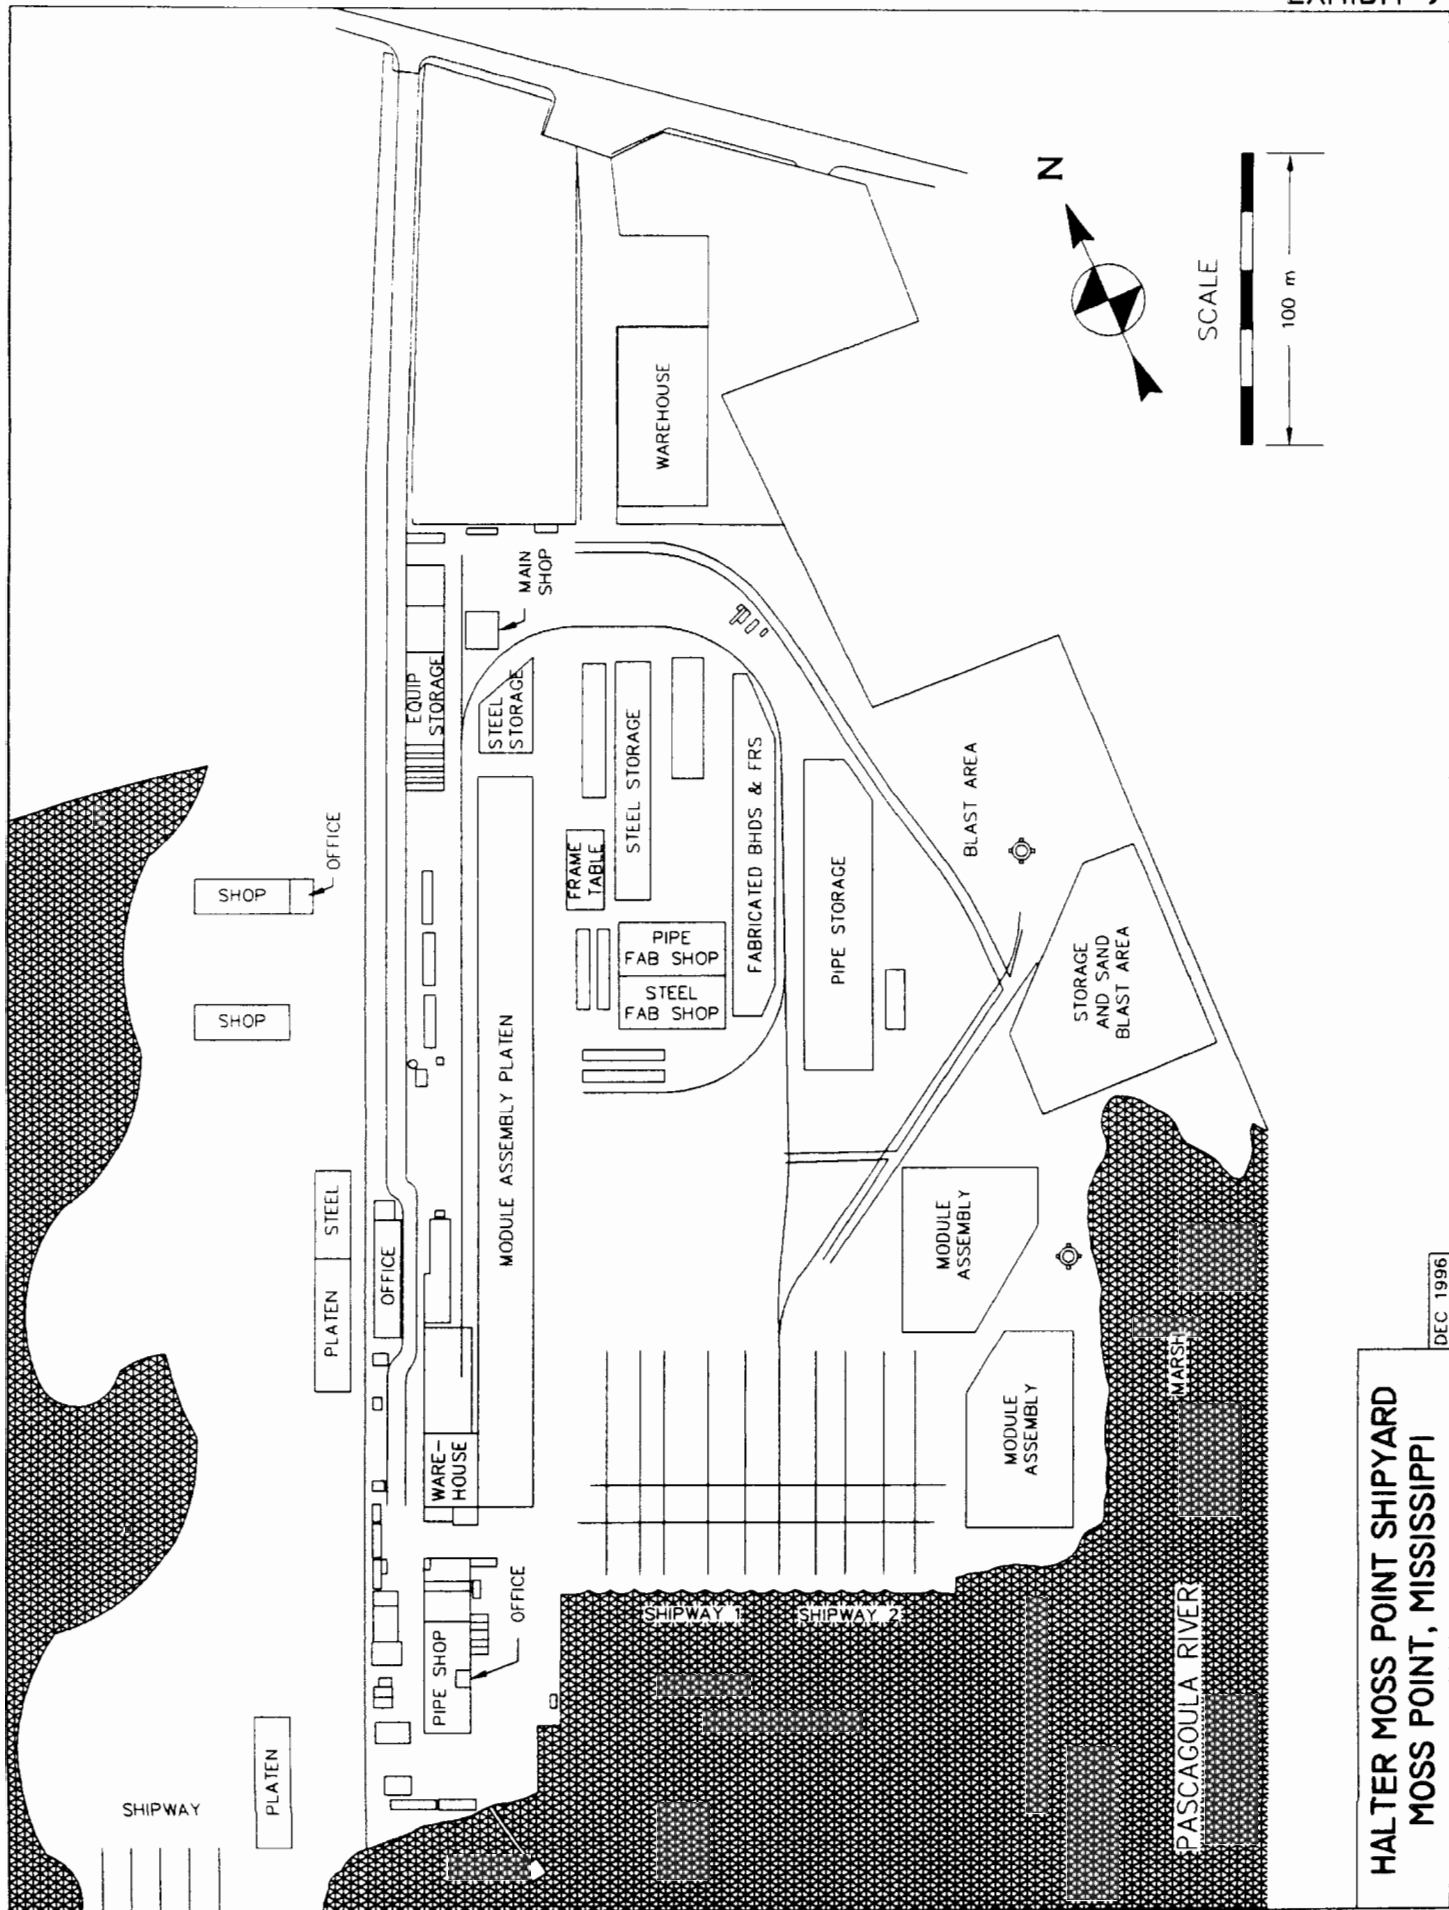 EXHIBIT
SHOP
OFFICE
SHOP
PLATEN
STEEL
OFFICE
PLATEN
SHIPWAY
EQUIP
STORAGE
MAIN
SHOP
STEEL
STORAGE
MODULE ASSEMBLY PLATEN
WARE-
HOUSE
PIPE SHOP
OFFICE
WAREHOUSE
FRAME
TABLE
STEEL STORAGE
PIPE
FAB SHOP
STEEL
FAB SHOP
FABRICATED BHDS & FRS
PIPE STORAGE
BLAST AREA
STORAGE
AND SAND
BLAST AREA
MODULE
ASSEMBLY
MODULE
ASSEMBLY
SHIPWAY 1
SHIPWAY 2
MARSH
PASCAGOULA RIVER
N
SCALE
100 m
HALTER MOSS POINT SHIPYARD
MOSS POINT, MISSISSIPPI
DEC 1996